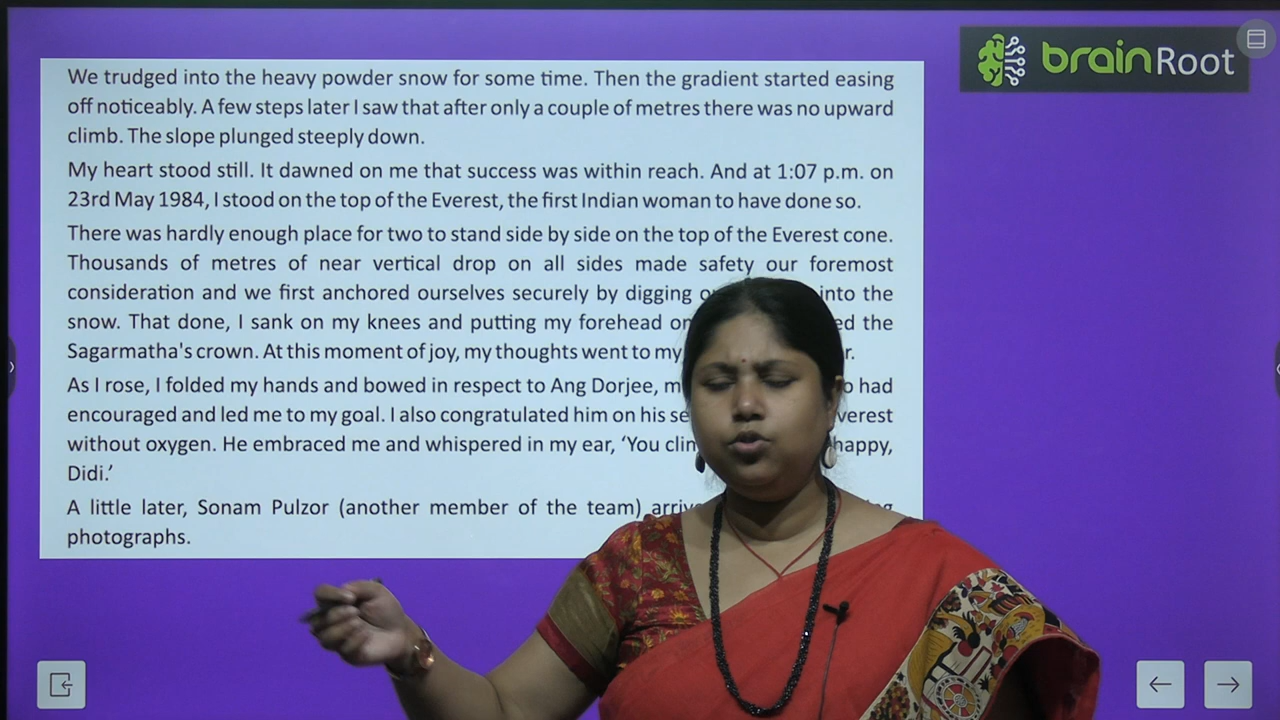 brainRoot
We trudged into the heavy powder snow for some time. Then the gradient started easing
off noticeably. A few steps later I saw that after only a couple of metres there was no upward
climb. The slope plunged steeply down.
My heart stood still. It dawned on me that success was within reach. And at 1:07 p.m. on
23rd May 1984, I stood on the top of the Everest, the first Indian woman to have done so.
There was hardly enough place for two to stand side by side on the top of the Everest cone.
Thousands of metres of near vertical drop on all sides made safety our foremost
consideration and we first anchored ourselves securely by digging into the
snow. That done, I sank on my knees and putting my forehead the
Sagarmatha's crown. At this moment of joy, my thoughts went to my
As I rose, I folded my hands and bowed in respect to Ang Dorjee, had
encouraged and led me to my goal. I also congratulated him on his
without oxygen. He embraced me and whispered in my ear, ‘You happy,
Didi.’
A little later, Sonam Pulzor (another member of the team)
photographs.